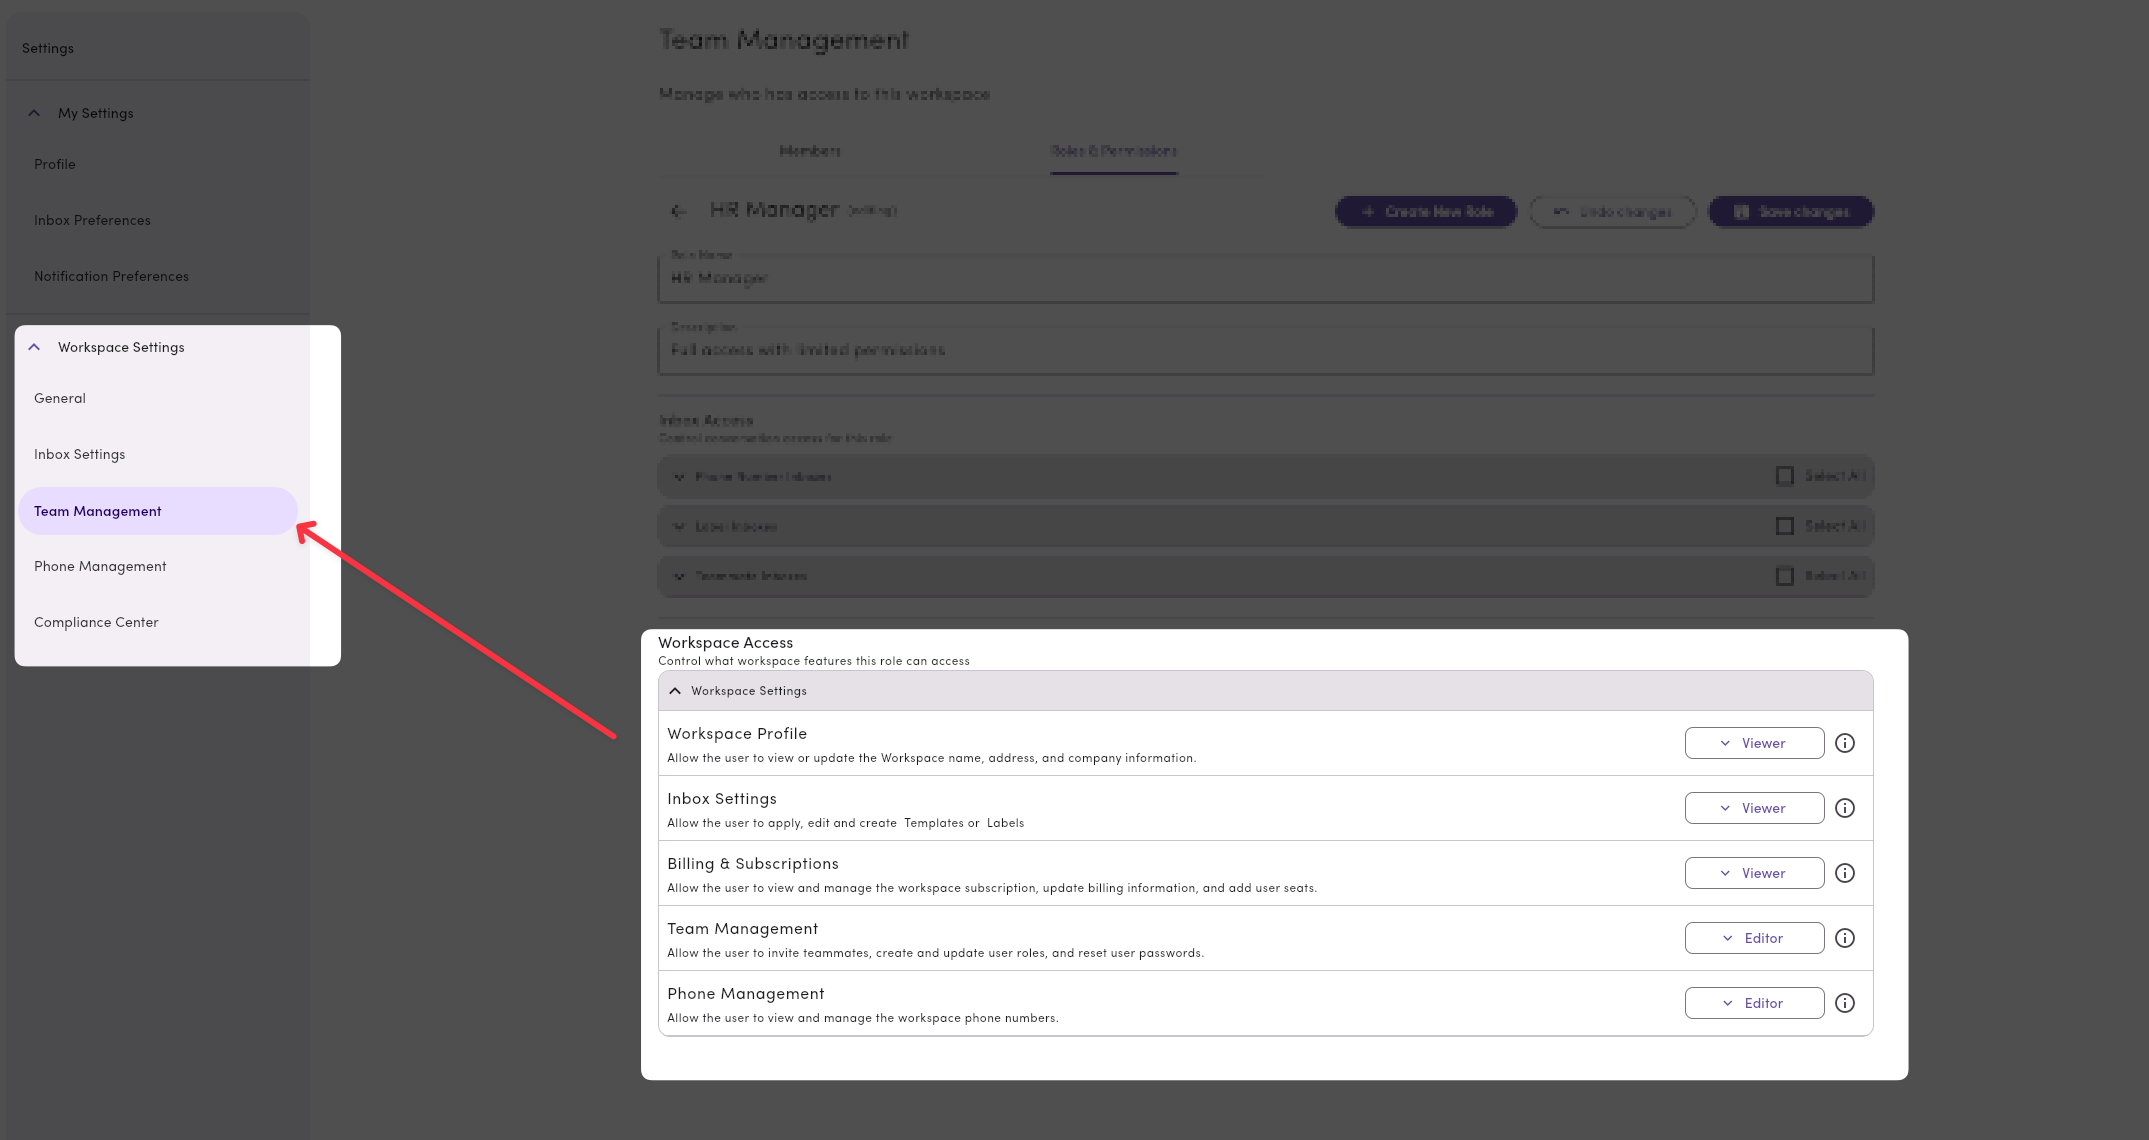 Settings
My Settings
Profile
Inbox Preferences
Notification Preferences
Workspace Settings
General
Inbox Settings
Team Management
Phone Management
Compliance Center
Team Management
Manage who has access to this workspace
Members
Roles & Permissions
HR Manager (editing)
Create New Role
Undo changes
Save changes
Role Name
HR Manager
Description
Full access with limited permissions
Inbox Access
Control conversation access for this role
Phone Number Inboxes
Select All
Label Inboxes
Select All
Teammate Inboxes
Select All
Workspace Access
Control what workspace features this role can access
Workspace Settings
Workspace Profile
Allow the user to view or update the Workspace name, address, and company information.
Viewer
Inbox Settings
Allow the user to apply, edit and create  Templates or  Labels
Viewer
Billing & Subscriptions
Allow the user to view and manage the workspace subscription, update billing information, and add user seats.
Viewer
Team Management
Allow the user to invite teammates, create and update user roles, and reset user passwords.
Editor
Phone Management
Allow the user to view and manage the workspace phone numbers.
Editor